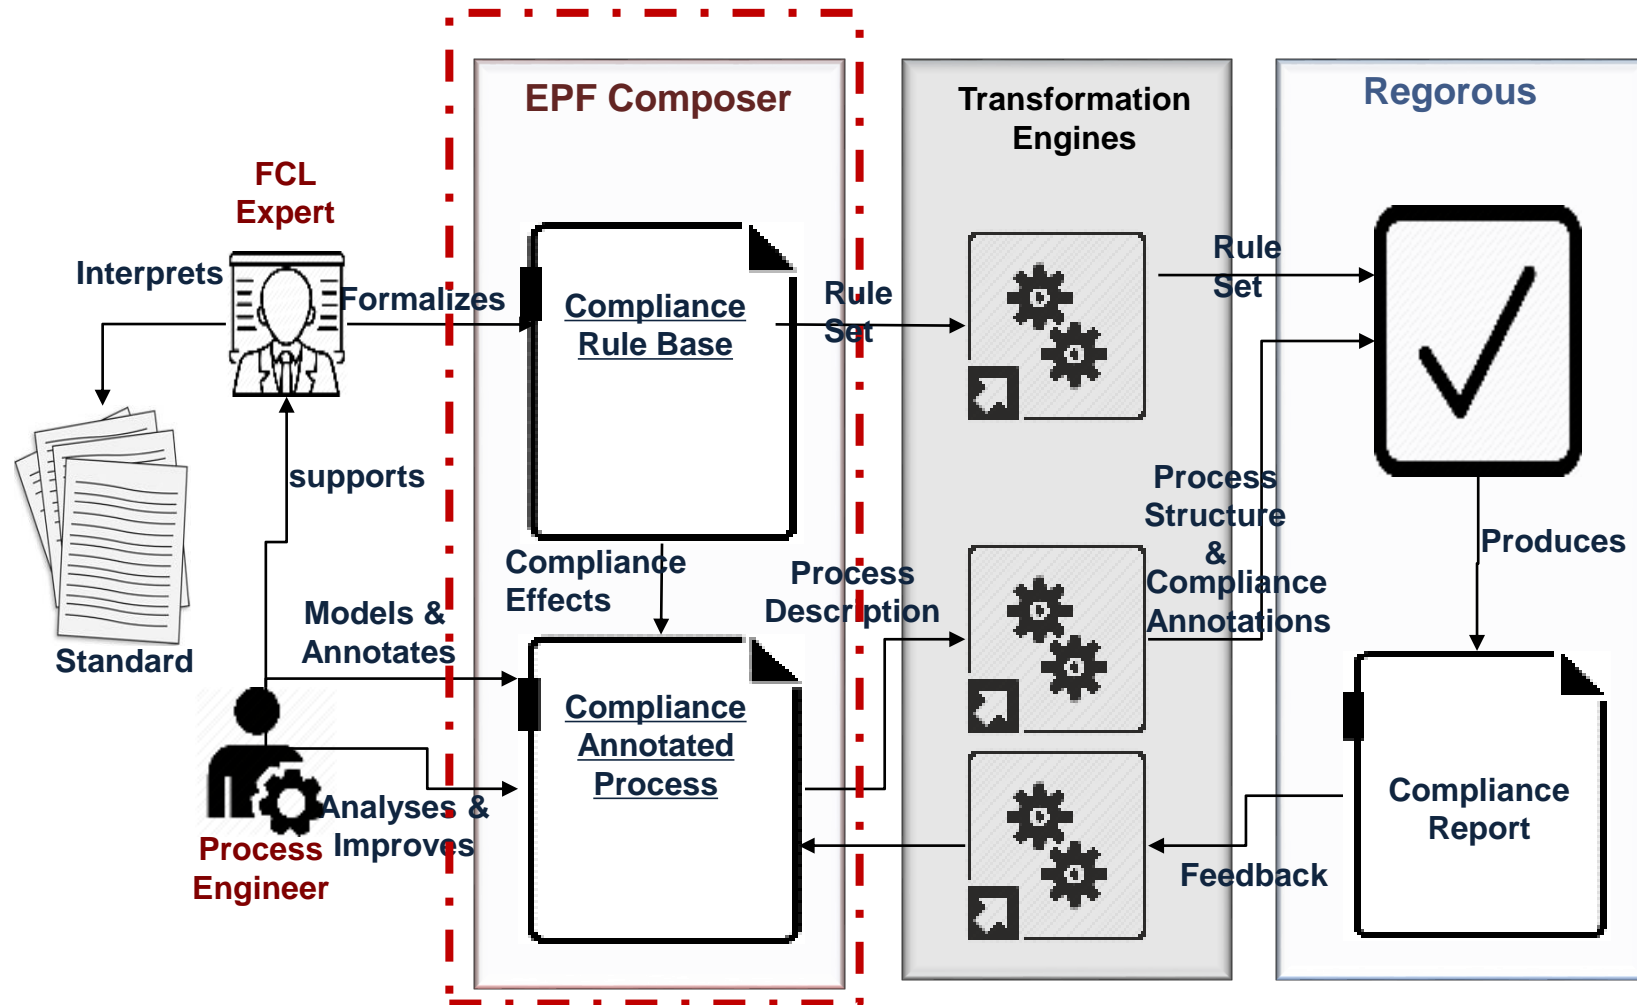 EPF Composer
Transformation
Engines
Regorous
FCL
Expert
Interprets
Formalizes
Compliance
Rule Base
Rule
Set
Rule
Set
supports
Standard
Compliance
Effects
Process
Description
Process
Structure
&
Compliance
Annotations
Produces
Models &
Annotates
Compliance
Annotated
Process
Analyses &
Improves
Process
Engineer
Compliance
Report
Feedback